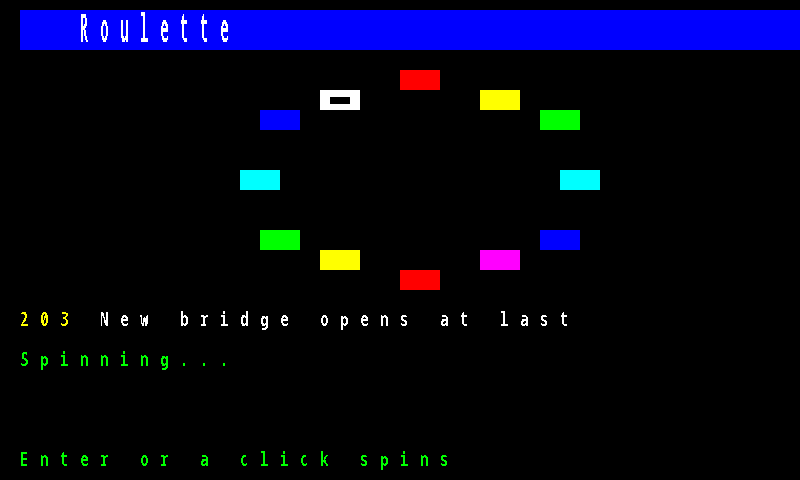 Roulette
203 New bridge opens at last
Spinning...
Enter or a click spins